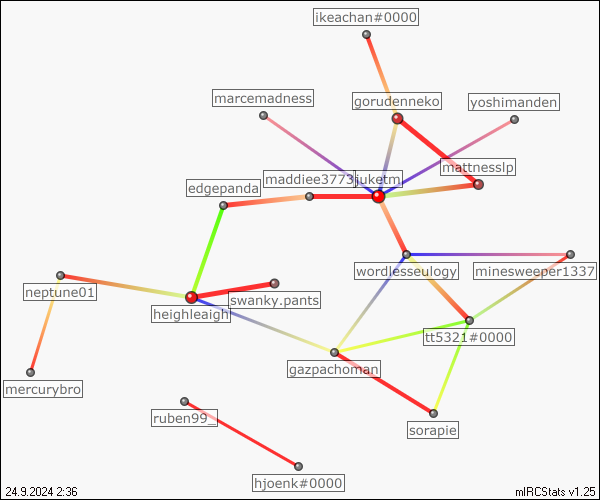 ikeachan#0000
marcemadness
gorudenneko
yoshimanden
mattnesslp
maddiee3773
juketm
edgepanda
wordlesseulogy
minesweeper1337
neptune01
swanky.pants
heighleaigh
tt5321#0000
gazpachoman
mercurybro
ruben99_
sorapie
hjoenk#0000
24.9.2024 2:36
mIRCStats v1.25